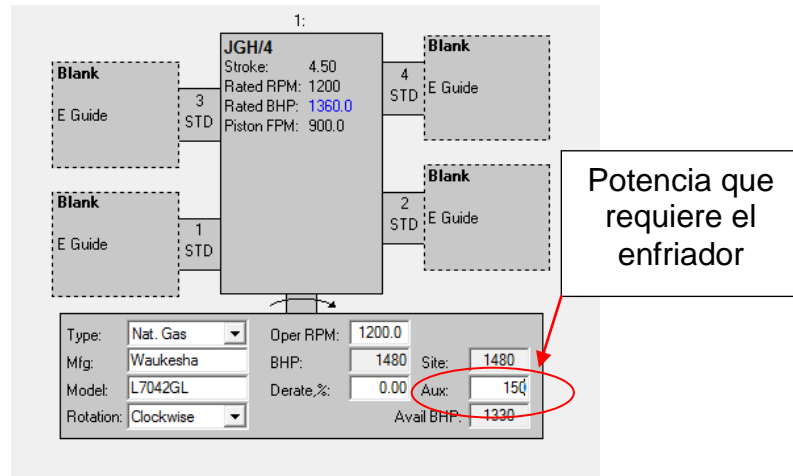 1:
JGH/4
Stroke: 4.50
Rated RPM: 1200
Rated BHP: 1360.0
Piston FPM: 900.0
Blank
E Guide
3
STD
Blank
E Guide
4
STD
Blank
E Guide
1
STD
Blank
E Guide
2
STD
Potencia que
requiere el
enfriador
Type: Nat. Gas Oper RPM: 1200.0
Mfg: Waukesha BHP: 1480 Site: 1480
Model: L7042GL Derate,%: 0.00 Aux: 150
Rotation: Clockwise Avail BHP: 1330